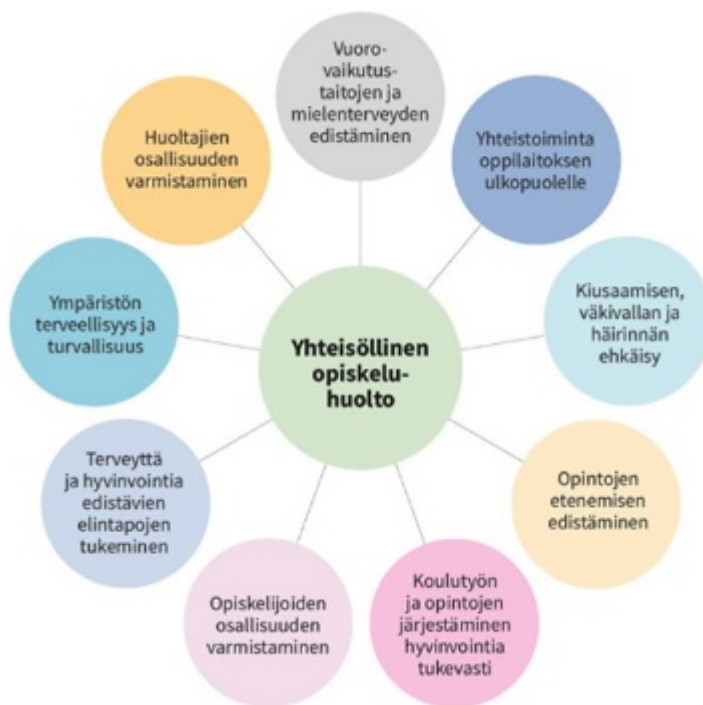 Vuoro-
vaikutus-
taitojen ja
mielenterveyden
edistäminen
Yhteistoiminta
oppilaitoksen
ulkopuolelle
Kiusaamisen,
väkivallan ja
häirinnän
ehkäisy
Opintojen
etenemisen
edistäminen
Koulutyön
ja opintojen
järjestäminen
hyvinvointia
tukevasti
Opiskelijoiden
osallisuuden
varmistaminen
Terveyttä
ja hyvinvointia
edistävien
elintapojen
tukeminen
Ympäristön
terveellisyys ja
turvallisuus
Huoltajien
osallisuuden
varmistaminen
Yhteisöllinen
opiskelu-
huolto